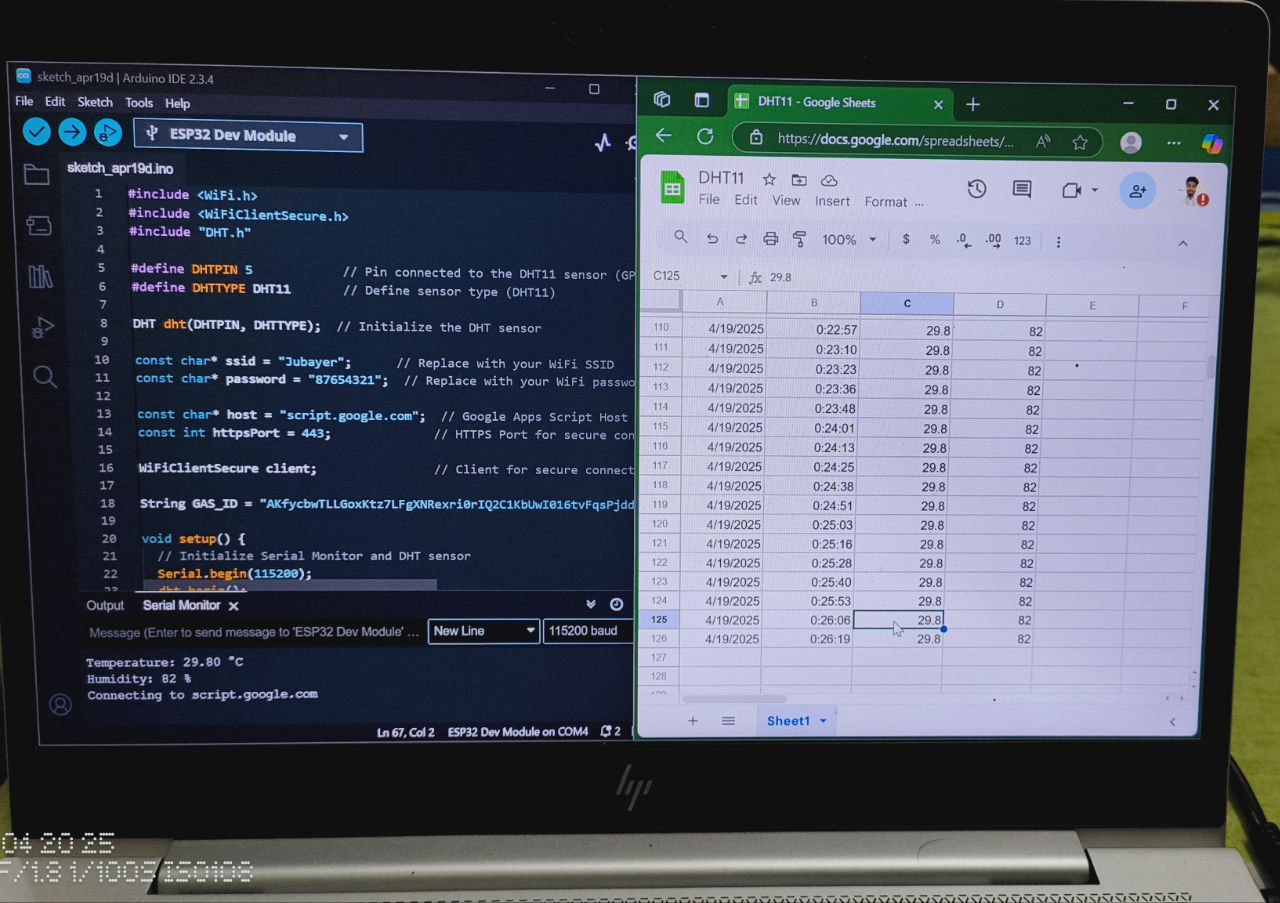 sketch_apr19d | Arduino IDE 2.3.4
File Edit Sketch Tools Help
ESP32 Dev Module
sketch_apr19d.ino
1 #include <WiFi.h>
2 #include <WiFiClientSecure.h>
3 #include "DHT.h"
4
5 #define DHTPIN 5 // Pin connected to the DHT11 sensor (GP
6 #define DHTTYPE DHT11 // Define sensor type (DHT11)
7
8 DHT dht(DHTPIN, DHTTYPE); // Initialize the DHT sensor
9
10 const char* ssid = "Jubayer"; // Replace with your WiFi SSID
11 const char* password = "87654321"; // Replace with your WiFi passwo
12
13 const char* host = "script.google.com"; // Google Apps Script Host
14 const int httpsPort = 443; // HTTPS Port for secure con
15
16 WiFiClientSecure client; // Client for secure connect
17
18 String GAS_ID = "AKfycbwTLLGoxKtz7LFgXNRexri0rIQ2C1KbUwI016tvFqsPjdd
19
20 void setup() {
21 // Initialize Serial Monitor and DHT sensor
22 Serial.begin(115200);
23 dht.begin();
Output Serial Monitor
Message (Enter to send message to 'ESP32 Dev Module' ... New Line 115200 baud
Temperature: 29.80 °C
Humidity: 82 %
Connecting to script.google.com
Ln 67, Col 2 ESP32 Dev Module on COM4 2
DHT11 - Google Sheets
https://docs.google.com/spreadsheets/...
DHT11
File Edit View Insert Format ...
100% $ % .0 .00 123
C125 fx 29.8
A B C D E F
110 4/19/2025 0:22:57 29.8 82
111 4/19/2025 0:23:10 29.8 82
112 4/19/2025 0:23:23 29.8 82
113 4/19/2025 0:23:36 29.8 82
114 4/19/2025 0:23:48 29.8 82
115 4/19/2025 0:24:01 29.8 82
116 4/19/2025 0:24:13 29.8 82
117 4/19/2025 0:24:25 29.8 82
118 4/19/2025 0:24:38 29.8 82
119 4/19/2025 0:24:51 29.8 82
120 4/19/2025 0:25:03 29.8 82
121 4/19/2025 0:25:16 29.8 82
122 4/19/2025 0:25:28 29.8 82
123 4/19/2025 0:25:40 29.8 82
124 4/19/2025 0:25:53 29.8 82
125 4/19/2025 0:26:06 29.8 82
126 4/19/2025 0:26:19 29.8 82
127
128
Sheet1
hp
04 20 25
F/1.8 1/100S ISO108